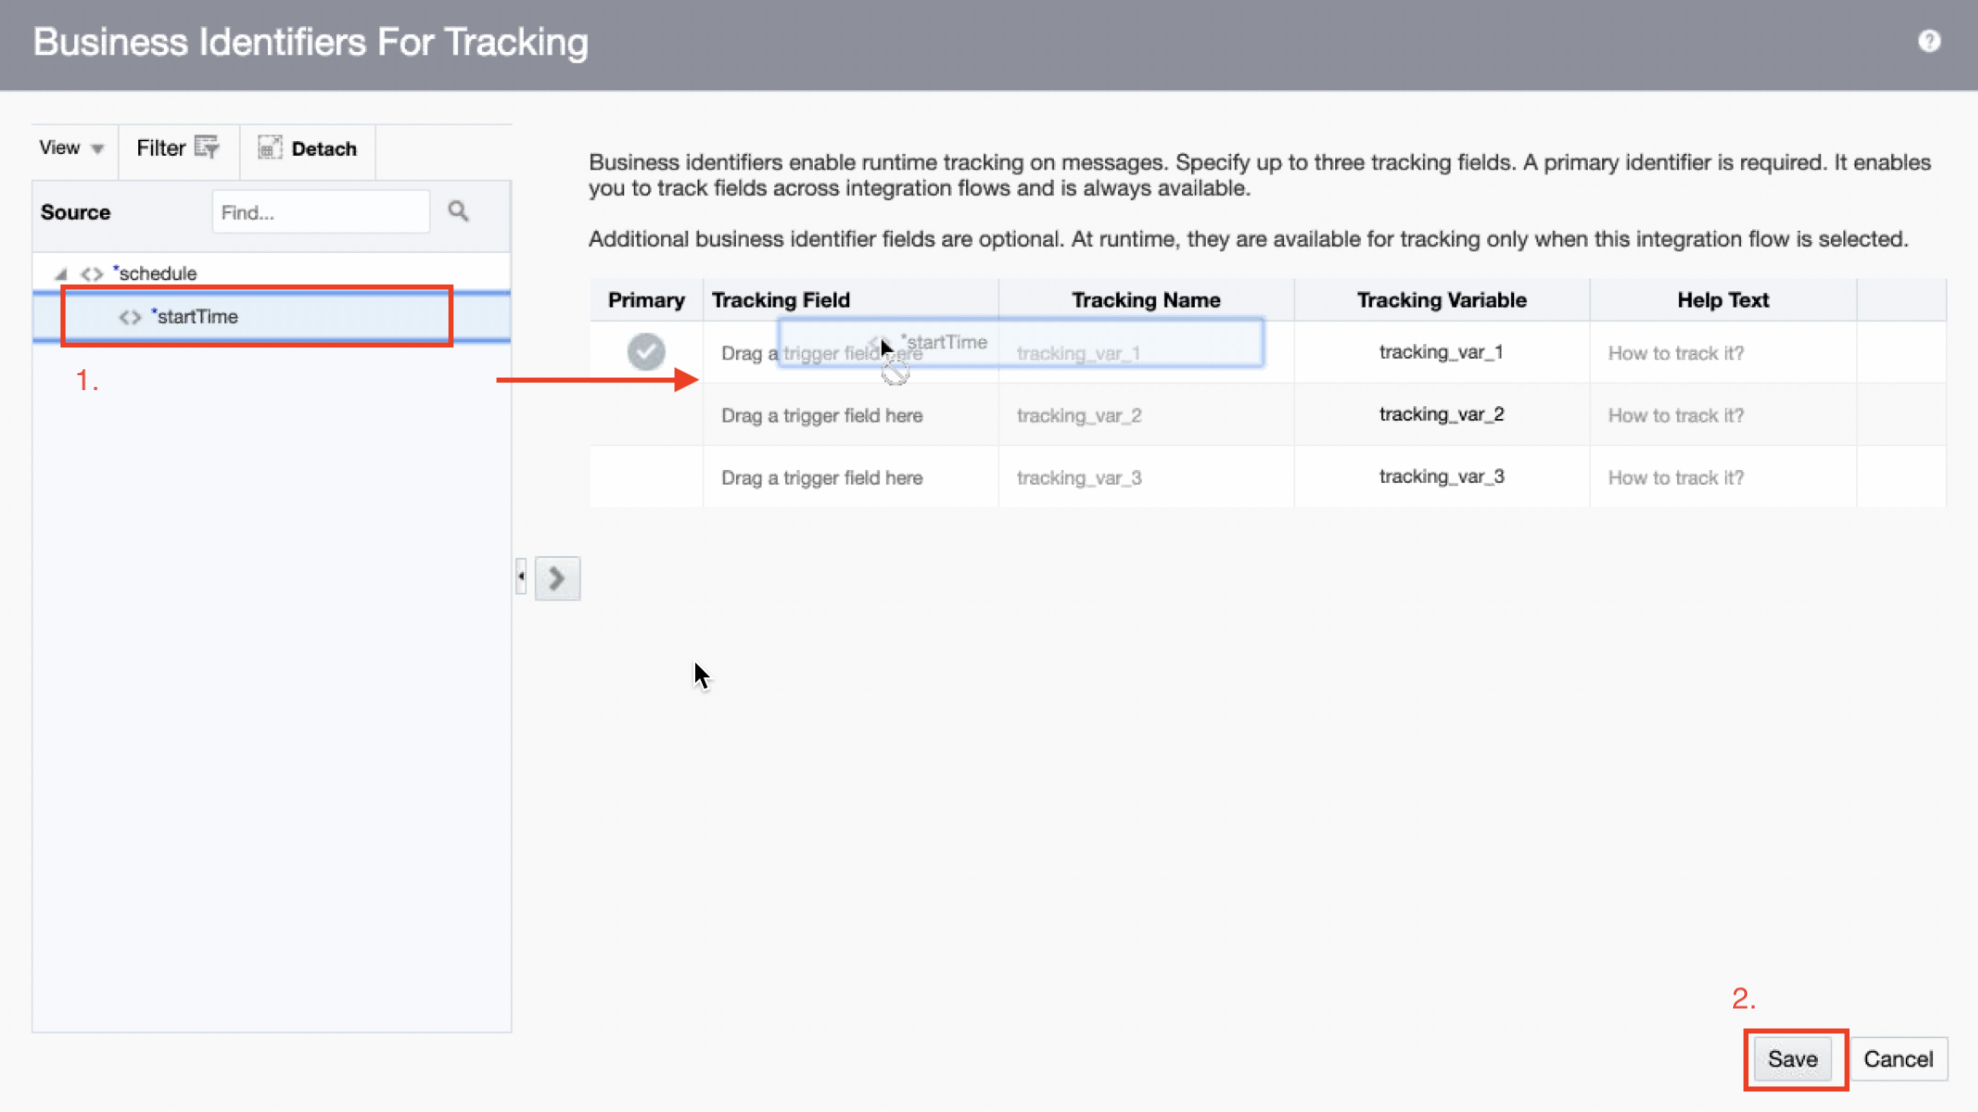 Business Identifiers For Tracking
?
View
Filter
Detach
Source
Find...
*schedule
*startTime
1.
Business identifiers enable runtime tracking on messages. Specify up to three tracking fields. A primary identifier is required. It enables
you to track fields across integration flows and is always available.
Additional business identifier fields are optional. At runtime, they are available for tracking only when this integration flow is selected.
Primary Tracking Field Tracking Name Tracking Variable Help Text
*startTime
Drag a trigger field here tracking_var_1 tracking_var_1 How to track it?
Drag a trigger field here tracking_var_2 tracking_var_2 How to track it?
Drag a trigger field here tracking_var_3 tracking_var_3 How to track it?
2.
Save Cancel